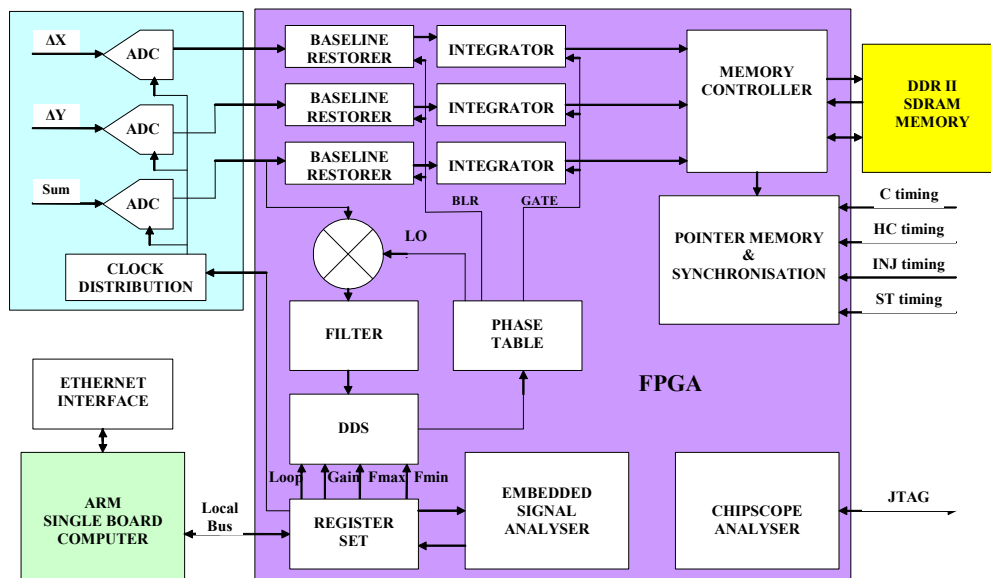 ΔX
ADC
BASELINE
RESTORER
INTEGRATOR
MEMORY
CONTROLLER
DDR II
SDRAM
MEMORY
ΔY
ADC
BASELINE
RESTORER
INTEGRATOR
Sum
ADC
BASELINE
RESTORER
INTEGRATOR
BLR
GATE
LO
C timing
HC timing
INJ timing
ST timing
POINTER MEMORY
&
SYNCHRONISATION
CLOCK
DISTRIBUTION
FILTER
PHASE
TABLE
FPGA
ETHERNET
INTERFACE
DDS
Loop
Gain
Fmax
Fmin
ARM
SINGLE BOARD
COMPUTER
Local
Bus
REGISTER
SET
EMBEDDED
SIGNAL
ANALYSER
CHIPSCOPE
ANALYSER
JTAG